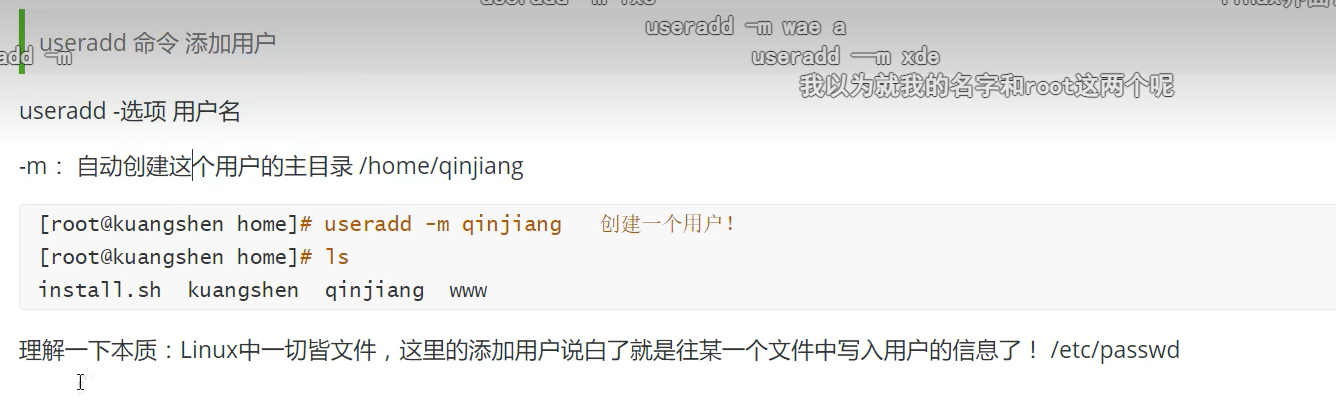 useradd -m wae a
useradd 命令 添加用户
add -m
useradd —m xde
我以为就我的名字和root这两个呢
useradd -选项 用户名
-m： 自动创建这个用户的主目录 /home/qinjiang
[root@kuangshen home]# useradd -m qinjiang 创建一个用户！
[root@kuangshen home]# ls
install.sh kuangshen qinjiang www
理解一下本质：Linux中一切皆文件，这里的添加用户说白了就是往某一个文件中写入用户的信息了！ /etc/passwd